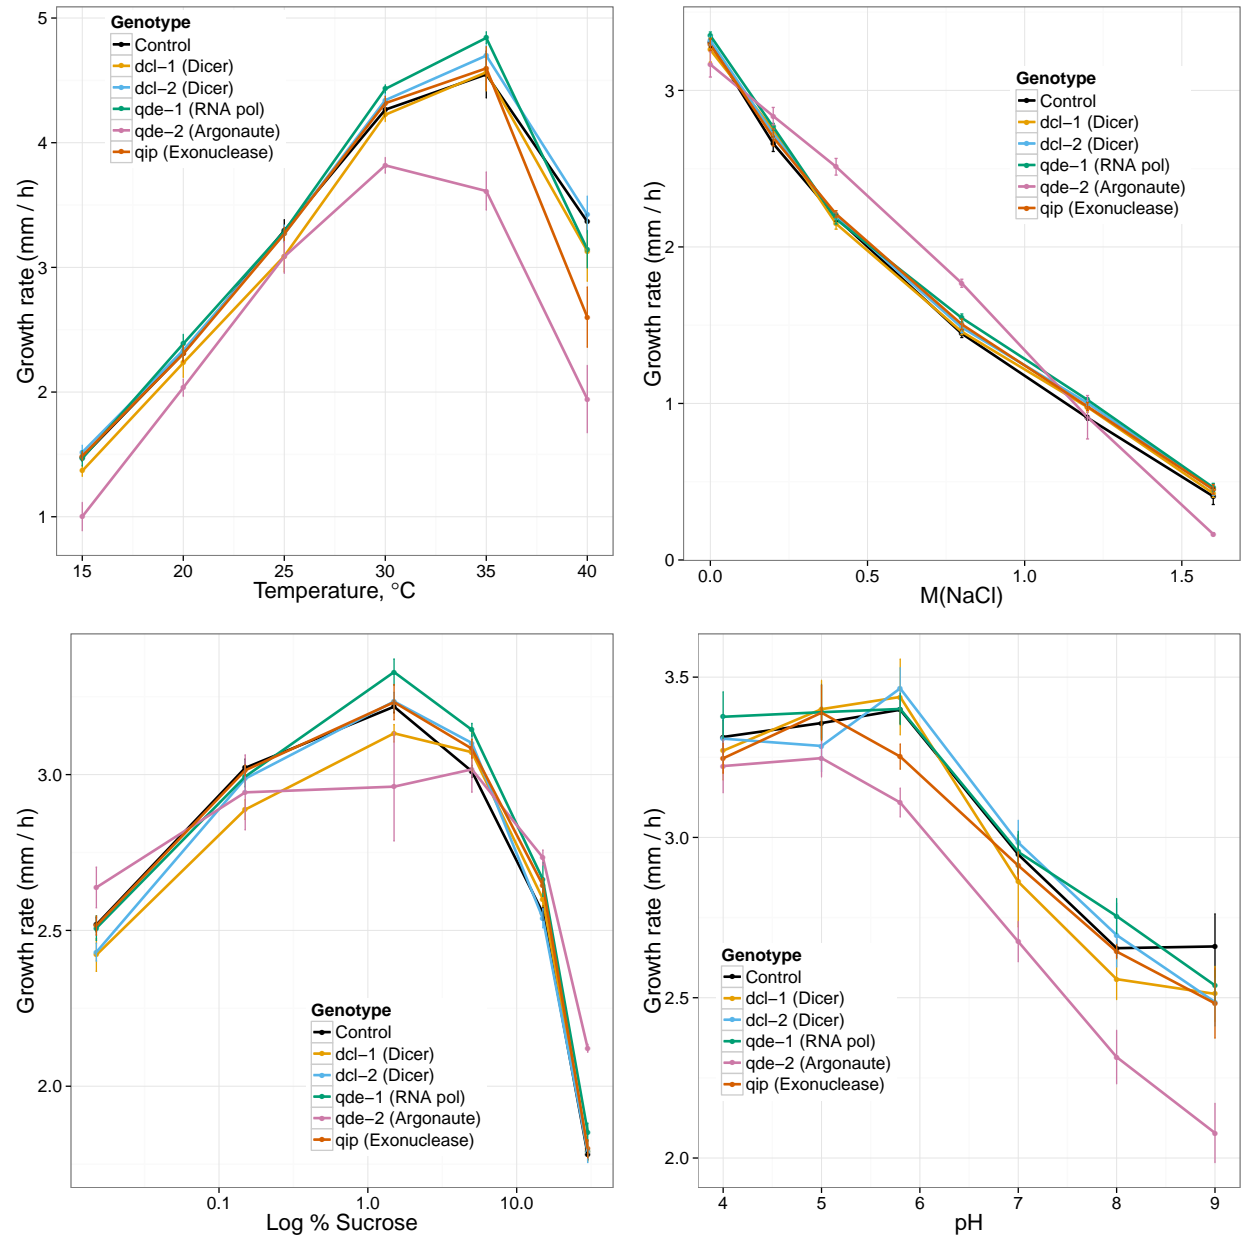 Growth rate (mm / h)
5
4
3
2
1
Genotype
Control
dcl−1 (Dicer)
dcl−2 (Dicer)
qde−1 (RNA pol)
qde−2 (Argonaute)
qip (Exonuclease)
15 20 25 30 35 40
Temperature, °C
Growth rate (mm / h)
3
2
1
0
Genotype
Control
dcl−1 (Dicer)
dcl−2 (Dicer)
qde−1 (RNA pol)
qde−2 (Argonaute)
qip (Exonuclease)
0.0 0.5 1.0 1.5
M(NaCl)
Growth rate (mm / h)
3.0
2.5
2.0
Genotype
Control
dcl−1 (Dicer)
dcl−2 (Dicer)
qde−1 (RNA pol)
qde−2 (Argonaute)
qip (Exonuclease)
0.1 1.0 10.0
Log % Sucrose
Growth rate (mm / h)
3.5
3.0
2.5
2.0
Genotype
Control
dcl−1 (Dicer)
dcl−2 (Dicer)
qde−1 (RNA pol)
qde−2 (Argonaute)
qip (Exonuclease)
4 5 6 7 8 9
pH